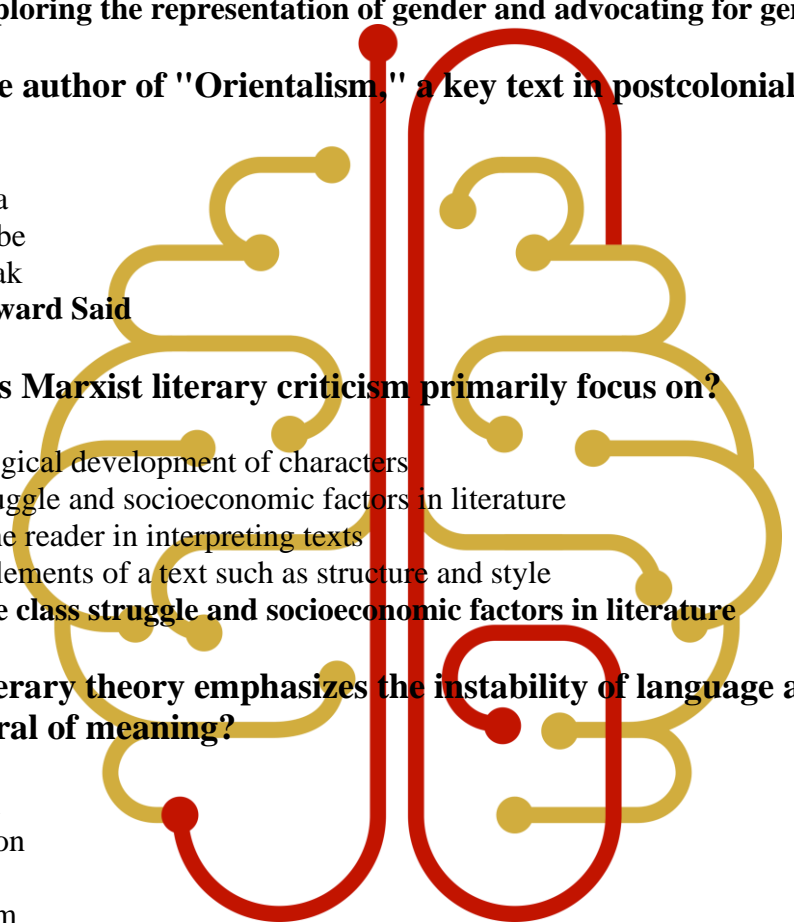 ploring the representation of gender and advocating for gen
e author of "Orientalism," a key text in postcolonial
a
be
ak
ward Said
s Marxist literary criticism primarily focus on?
gical development of characters
uggle and socioeconomic factors in literature
he reader in interpreting texts
lements of a text such as structure and style
e class struggle and socioeconomic factors in literature
erary theory emphasizes the instability of language a
ral of meaning?
on
m